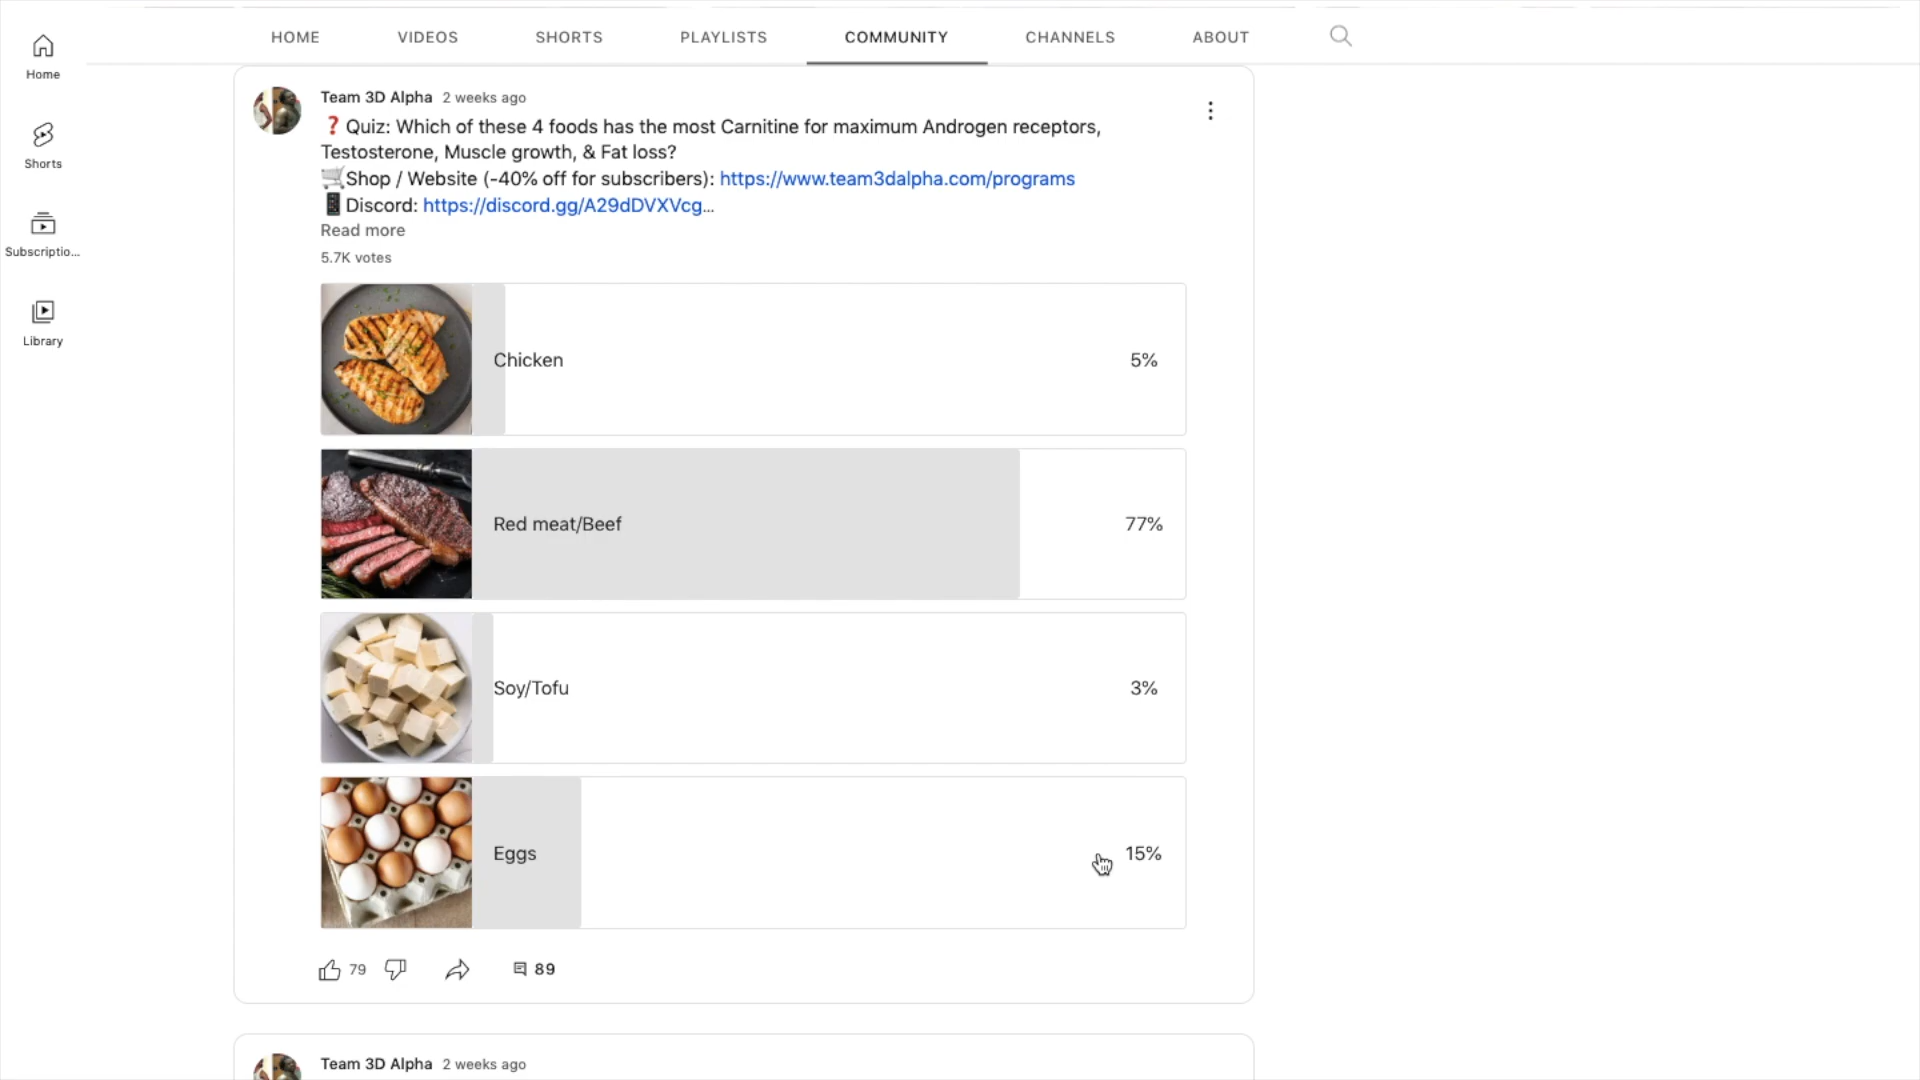 HOME VIDEOS SHORTS PLAYLISTS COMMUNITY CHANNELS ABOUT
Home
Shorts
Subscriptio...
Library
Team 3D Alpha 2 weeks ago
❓Quiz: Which of these 4 foods has the most Carnitine for maximum Androgen receptors,
Testosterone, Muscle growth, & Fat loss?
🛒Shop / Website (-40% off for subscribers): https://www.team3dalpha.com/programs
📱Discord: https://discord.gg/A29dDVXVcg...
Read more
5.7K votes
Chicken 5%
Red meat/Beef 77%
Soy/Tofu 3%
Eggs 15%
79 89
Team 3D Alpha 2 weeks ago